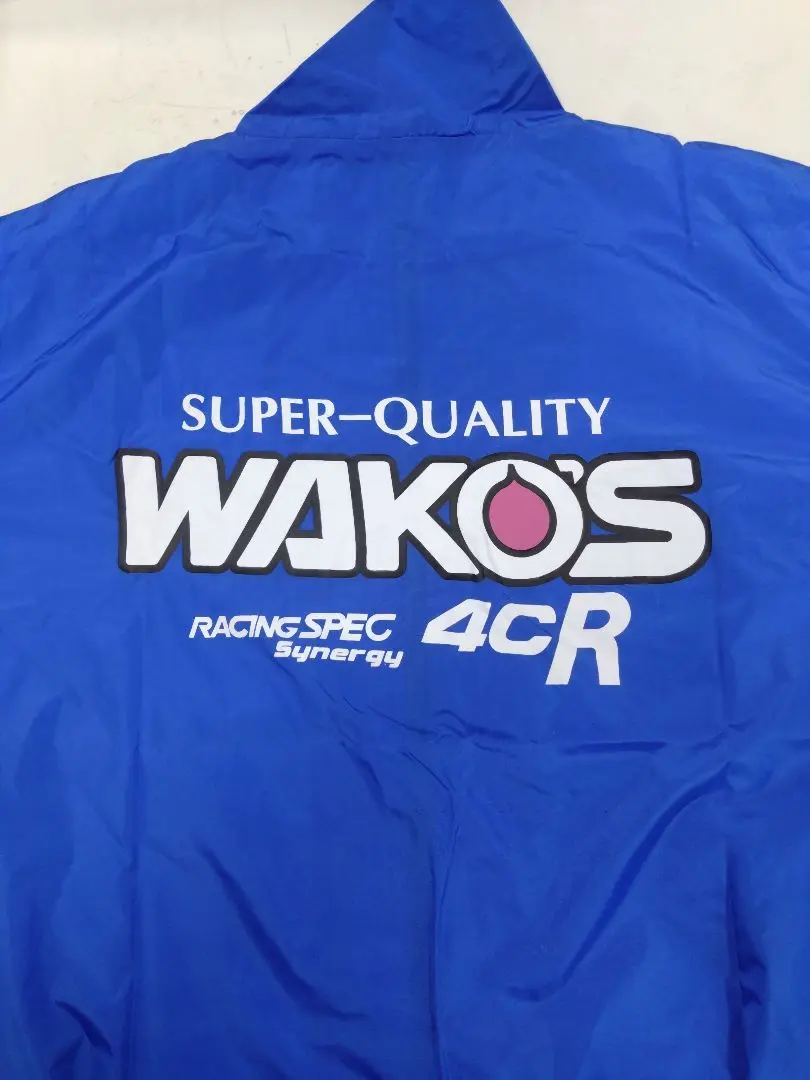 SUPER-QUALITY
WAKO'S
RACING SPEC 4CR
Synergy